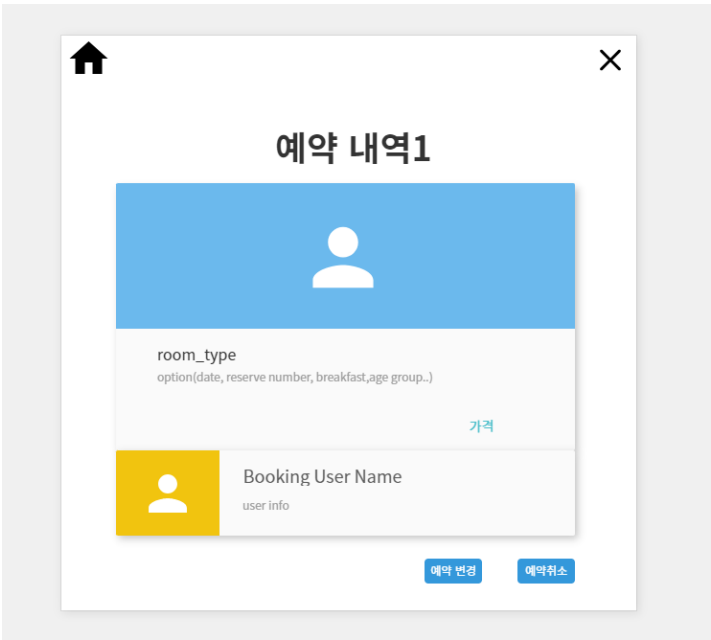 예약 내역1
room_type
option(date, reserve number, breakfast,age group..)
가격
Booking User Name
user info
예약 변경
예약취소